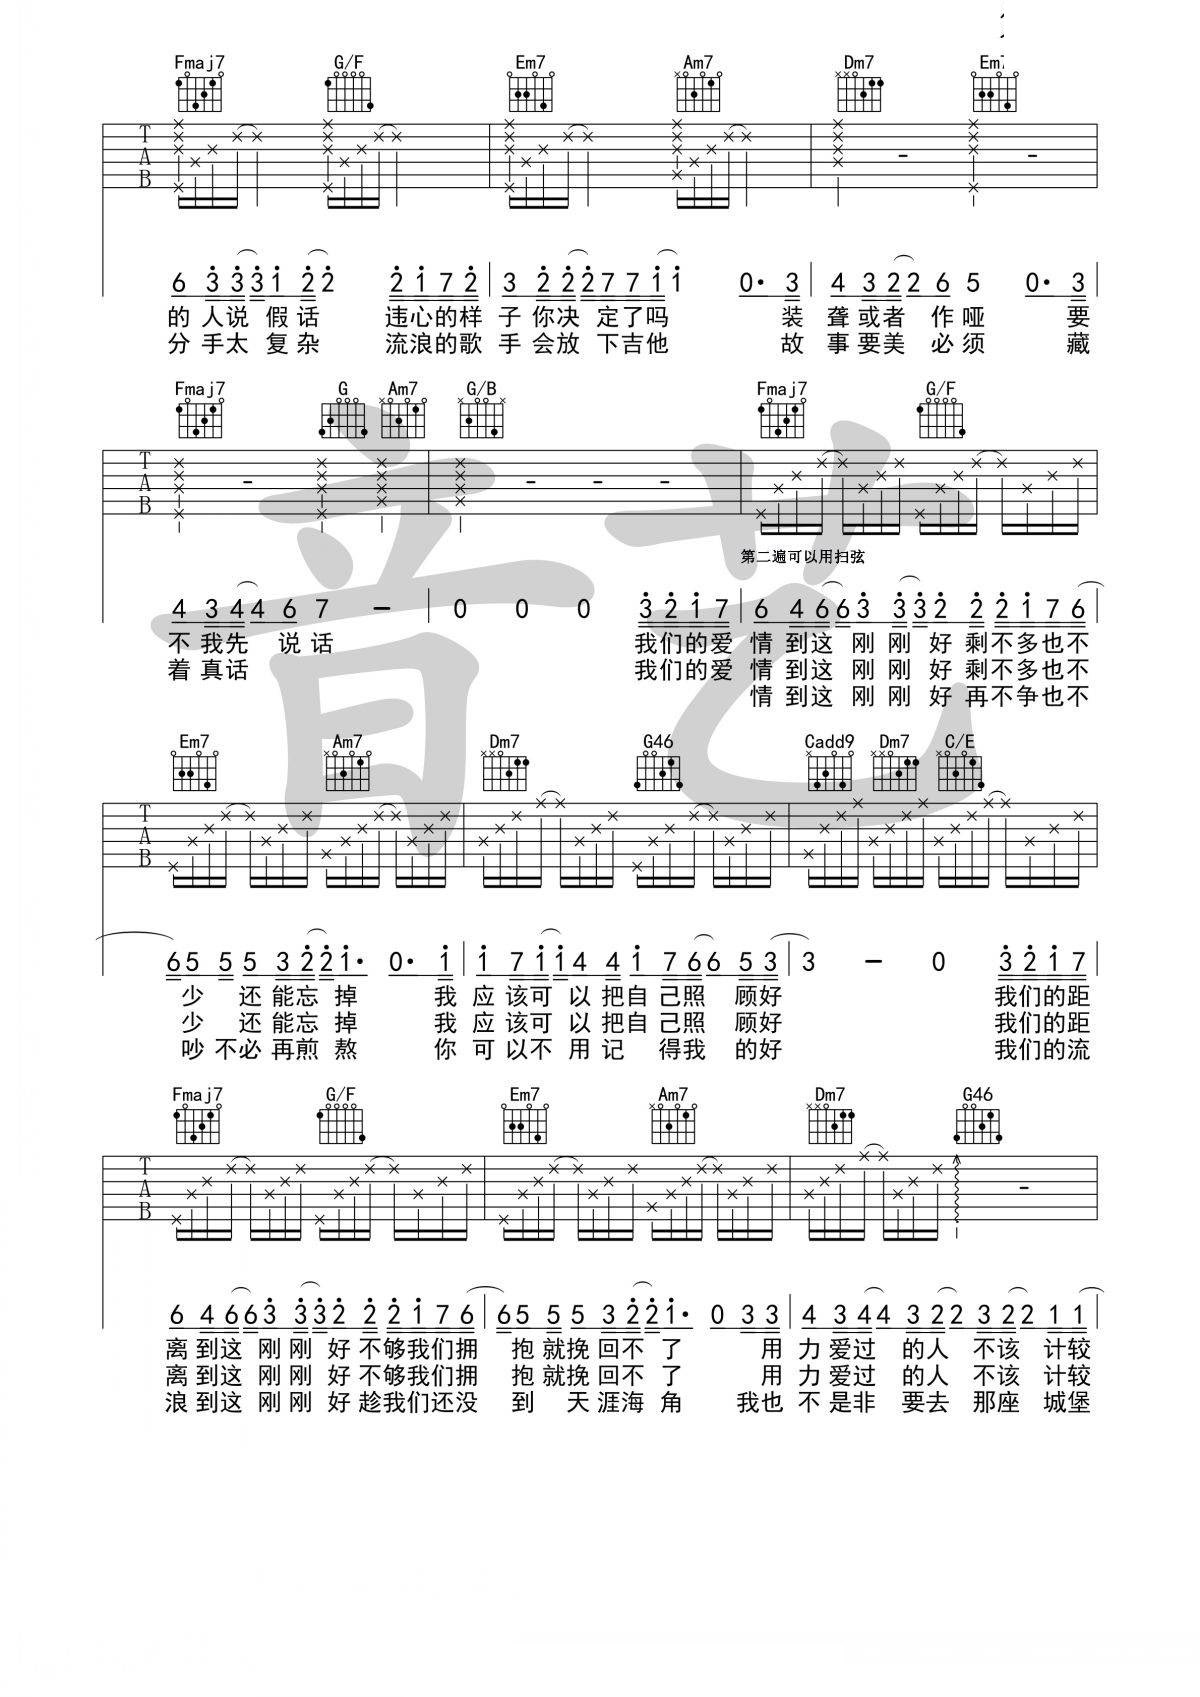 Fmaj7 G/F Em7 Am7 Dm7 Em7
T
A
B
6 3 3 3 1 2 2 2 1 7 2 3 2 2 2 7 7 1 1 0· 3 4 3 2 2 6 5 0· 3
的人说 假话 违心的样 子你决 定了吗 装 聋或者 作哑 要
分手太 复杂 流浪的歌 手会放 下吉他 故 事要美 必须 藏
Fmaj7 G Am7 G/B Fmaj7 G/F
T
A
B
第二遍可以用扫弦
4 3 4 4 6 7 - 0 0 0 3 2 1 7 6 4 6 6 3 3 3 2 2 2 1 7 6
不我先 说话 我们的爱 情到这 刚刚 好剩不多也不
着真话 我们的爱 情到这 刚刚 好剩不多也不
情到这 刚刚 好再不争也不
Em7 Am7 Dm7 G46 Cadd9 Dm7 C/E
T
A
B
6 5 5 5 3 2 2 1· 0· 1 1 7 1 1 4 4 1 7 6 6 5 3 3 - 0 3 2 1 7
少 还能忘 掉 我 应该可 以把自己照 顾好 我们的距
少 还能忘 掉 我 应该可 以把自己照 顾好 我们的距
吵 不必再煎 熬 你 可以不 用记 得我 的好 我们的流
Fmaj7 G/F Em7 Am7 Dm7 G46
T
A
B
6 4 6 6 3 3 3 2 2 2 1 7 6 6 5 5 5 3 2 2 1· 0 3 3 4 3 4 4 3 2 2 3 2 2 1 1
离到这 刚刚 好不够我们拥 抱就挽 回不 了 用 力爱过 的人 不该 计较
离到这 刚刚 好不够我们拥 抱就挽 回不 了 用 力爱过 的人 不该 计较
浪到这 刚刚 好趁我们还没 到 天涯海 角 我也 不是非 要去 那座 城堡
音艺